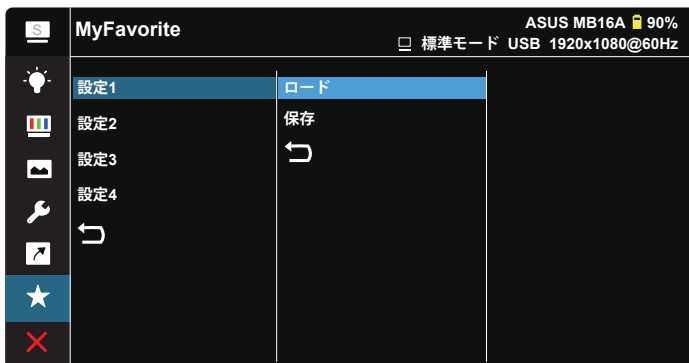 S
MyFavorite
ASUS MB16A 90%
標準モード USB 1920x1080@60Hz
設定1
ロード
設定2
保存
設定3
設定4